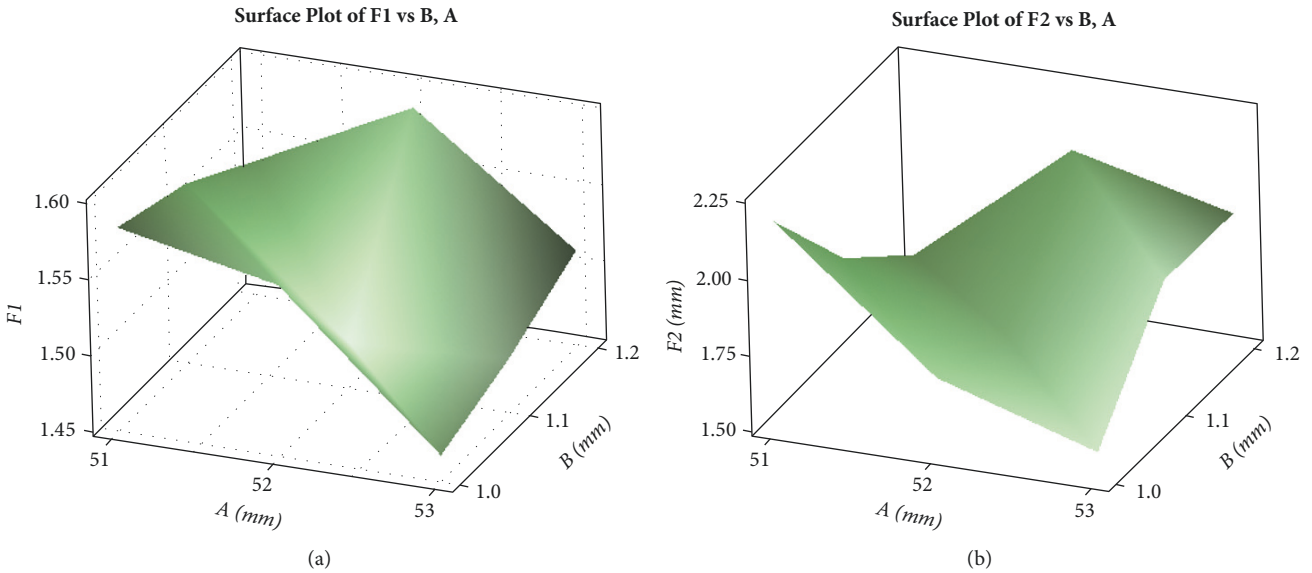 Surface Plot of F1 vs B, A
1.60
1.55
1.50
1.45
F1
51
52
53
A (mm)
1.0
1.1
1.2
B (mm)
(a)
Surface Plot of F2 vs B, A
2.25
2.00
1.75
1.50
F2 (mm)
51
52
53
A (mm)
1.0
1.1
1.2
B (mm)
(b)